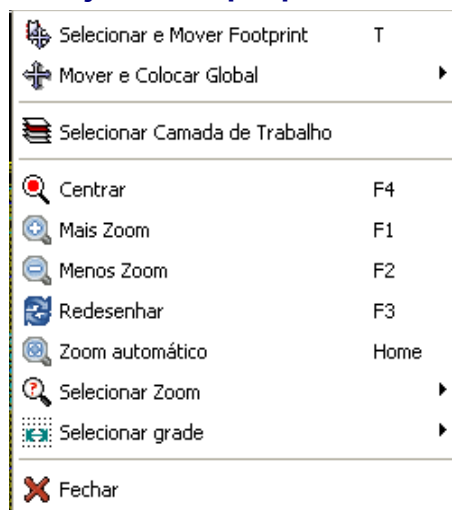 Selecionar e Mover Footprint T
Mover e Colocar Global
Selecionar Camada de Trabalho
Centrar F4
Mais Zoom F1
Menos Zoom F2
Redesenhar F3
Zoom automático Home
Selecionar Zoom
Selecionar grade
Fechar